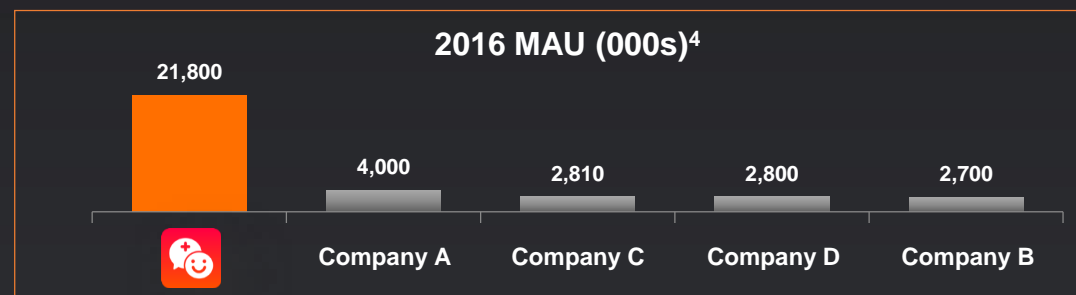 2016 MAU (000s)⁴
21,800
4,000
2,810
2,800
2,700
Company A
Company C
Company D
Company B